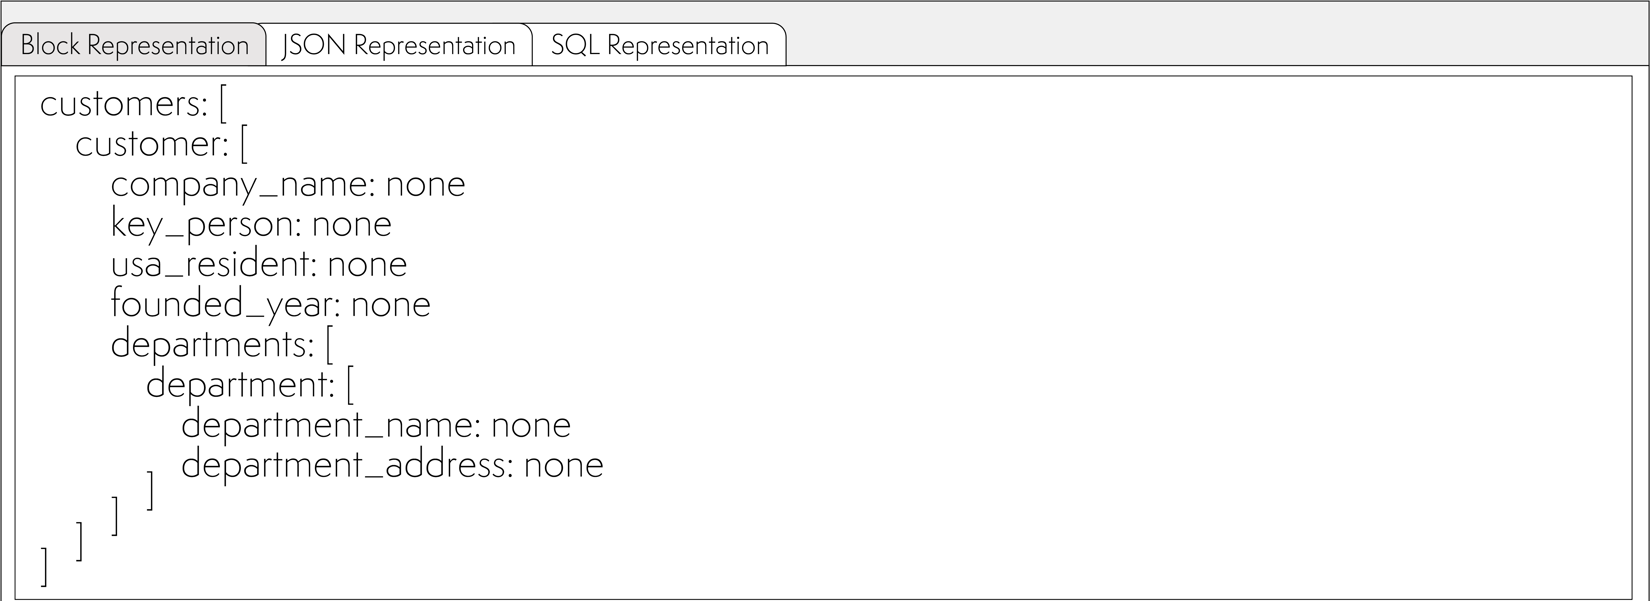 Block Representation JSON Representation SQL Representation
customers: [
customer: [
company_name: none
key_person: none
usa_resident: none
founded_year: none
departments: [
department: [
department_name: none
department_address: none
]
]
]
]